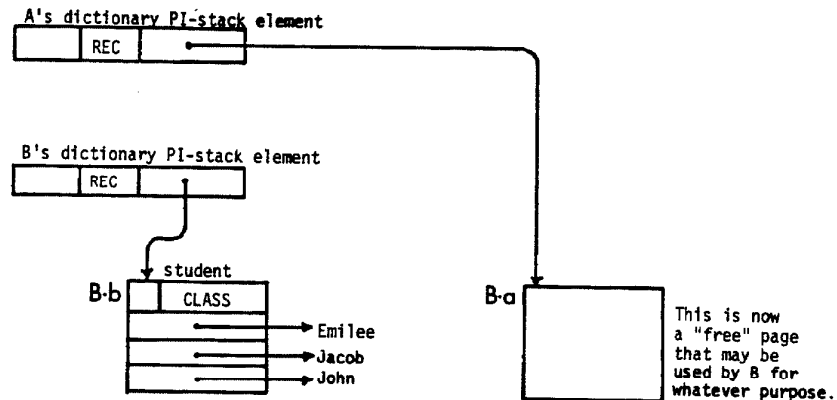 A's dictionary PI-stack element
REC
B's dictionary PI-stack element
REC
student
B·b
CLASS
Emilee
Jacob
John
B·a
This is now
a "free" page
that may be
used by B for
whatever purpose.